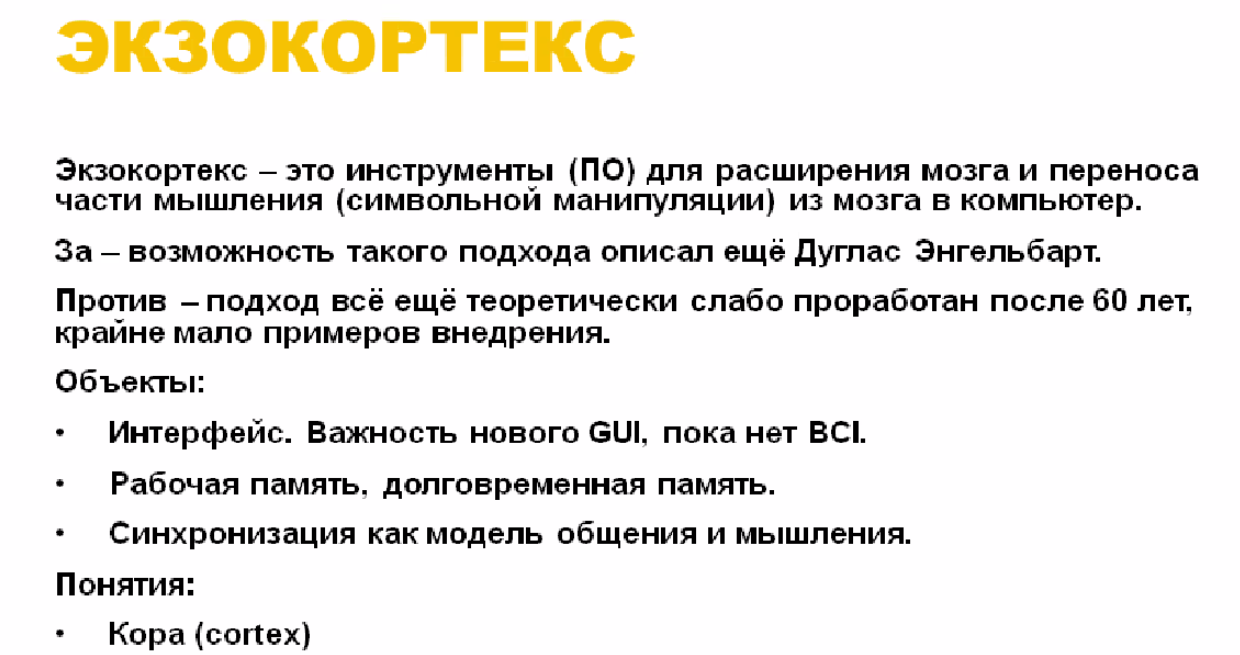 ЭКЗОКОРТЕКС
Экзокортекс – это инструменты (ПО) для расширения мозга и переноса
части мышления (символьной манипуляции) из мозга в компьютер.
За – возможность такого подхода описал ещё Дуглас Энгельбарт.
Против – подход всё ещё теоретически слабо проработан после 60 лет,
крайне мало примеров внедрения.
Объекты:
• Интерфейс. Важность нового GUI, пока нет BCI.
• Рабочая память, долговременная память.
• Синхронизация как модель общения и мышления.
Понятия:
• Кора (cortex)